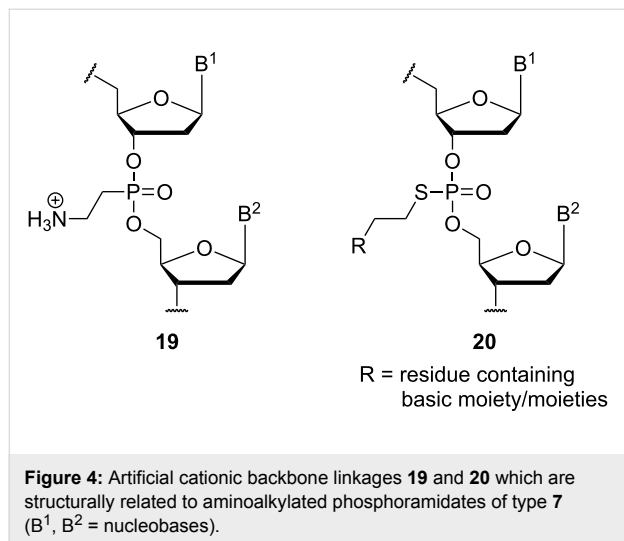 B¹
O
O
P=O
H₃N
⊕
O
B²
O
19
B¹
O
O
S–P=O
R
O
B²
O
20
R = residue containing
basic moiety/moieties
Figure 4: Artificial cationic backbone linkages 19 and 20 which are
structurally related to aminoalkylated phosphoramidates of type 7
(B¹, B² = nucleobases).